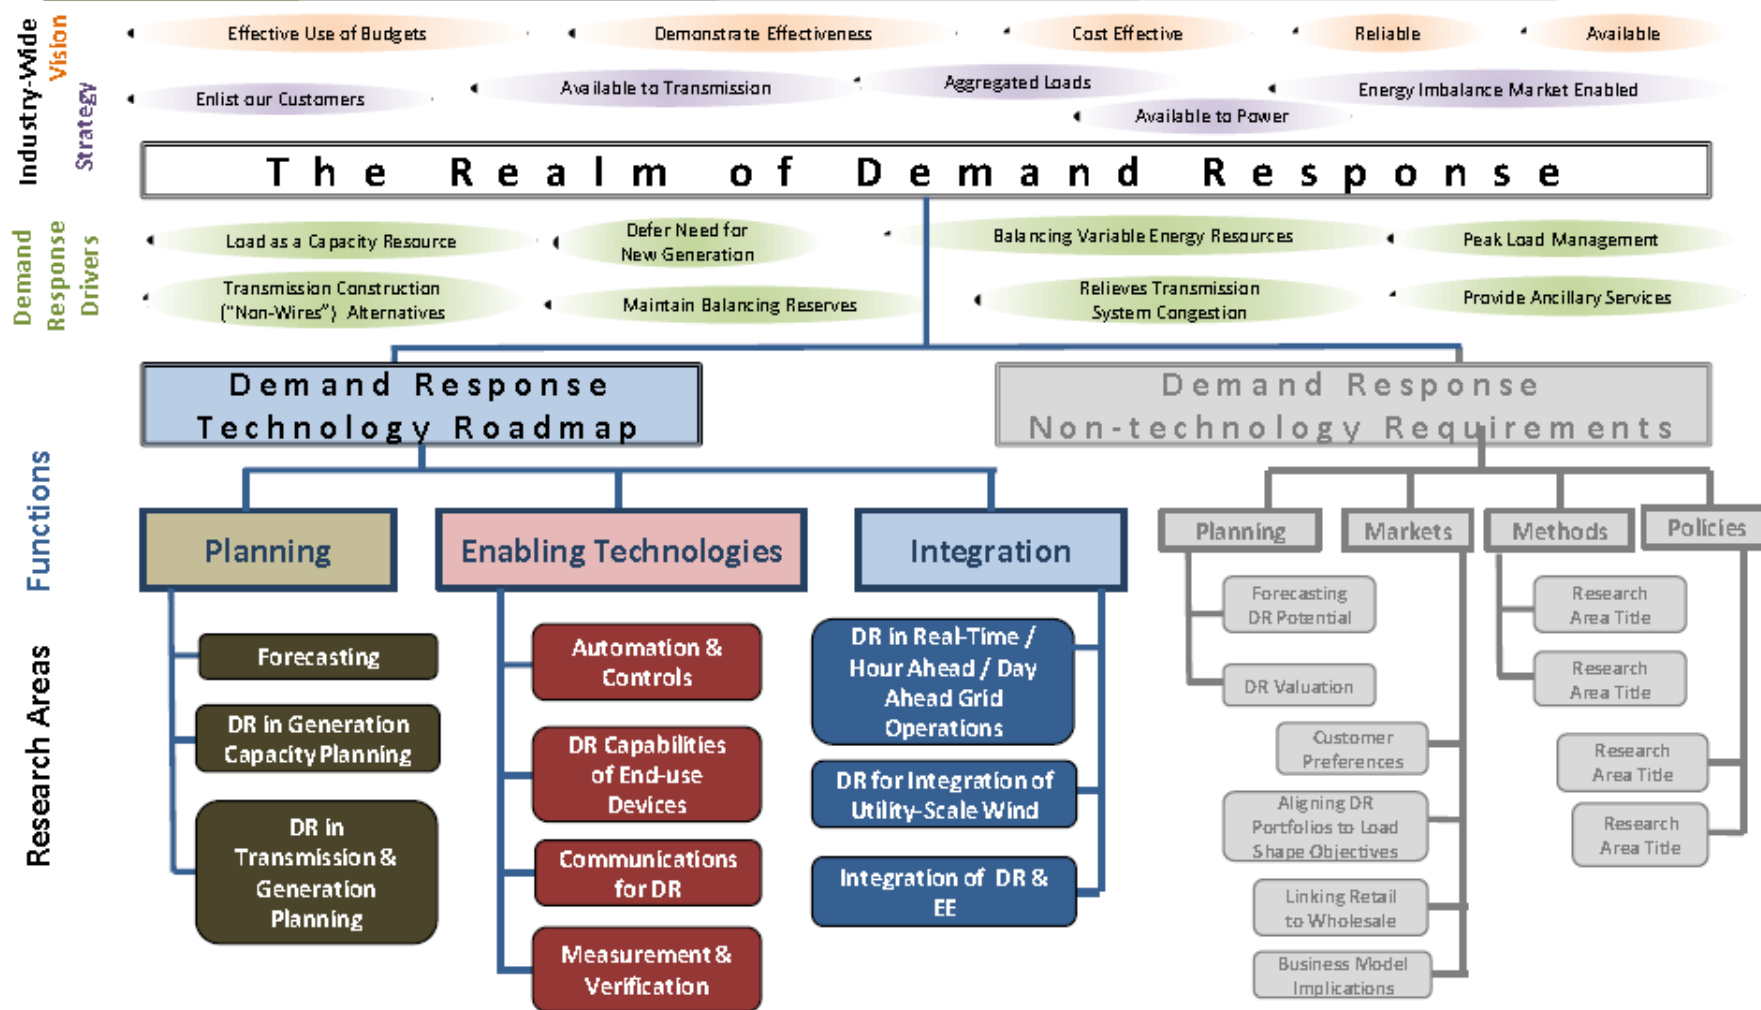 Industry-Wide
Vision
Strategy
Effective Use of Budgets
Demonstrate Effectiveness
Cost Effective
Reliable
Available
Enlist our Customers
Available to Transmission
Aggregated Loads
Available to Power
Energy Imbalance Market Enabled
The Realm of Demand Response
Demand
Response
Drivers
Load as a Capacity Resource
Defer Need for
New Generation
Balancing Variable Energy Resources
Peak Load Management
Transmission Construction
("Non-Wires") Alternatives
Maintain Balancing Reserves
Relieves Transmission
System Congestion
Provide Ancillary Services
Demand Response
Technology Roadmap
Demand Response
Non-technology Requirements
Functions
Planning
Enabling Technologies
Integration
Planning
Markets
Methods
Policies
Research Areas
Forecasting
DR in Generation
Capacity Planning
DR in
Transmission &
Generation
Planning
Automation &
Controls
DR Capabilities
of End-use
Devices
Communications
for DR
Measurement &
Verification
DR in Real-Time /
Hour Ahead / Day
Ahead Grid
Operations
DR for Integration of
Utility-Scale Wind
Integration of DR &
EE
Forecasting
DR Potential
DR Valuation
Customer
Preferences
Aligning DR
Portfolios to Load
Shape Objectives
Linking Retail
to Wholesale
Business Model
Implications
Research
Area Title
Research
Area Title
Research
Area Title
Research
Area Title